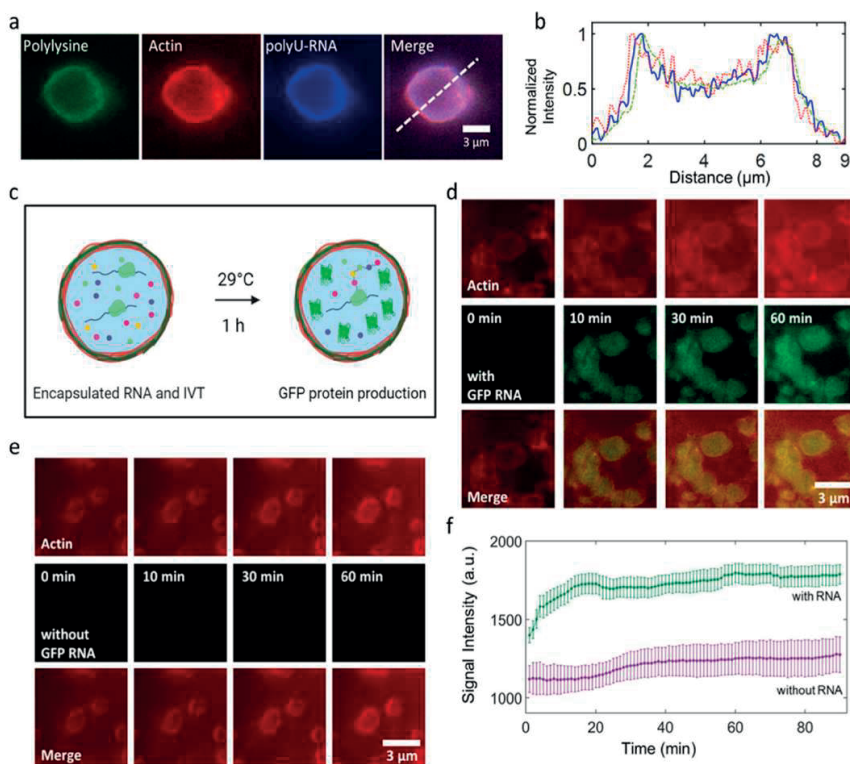 a
Polylysine Actin polyU-RNA Merge
3 μm
b
Normalized
Intensity
1
0.5
0
0 2 4 6 8 9
Distance (μm)
c
29°C
1 h
Encapsulated RNA and IVT GFP protein production
d
Actin
0 min 10 min 30 min 60 min
with
GFP RNA
Merge
3 μm
e
Actin
0 min 10 min 30 min 60 min
without
GFP RNA
Merge
3 μm
f
Signal Intensity (a.u.)
2000
1750
1500
1250
1000
with RNA
without RNA
0 20 40 60 80
Time (min)